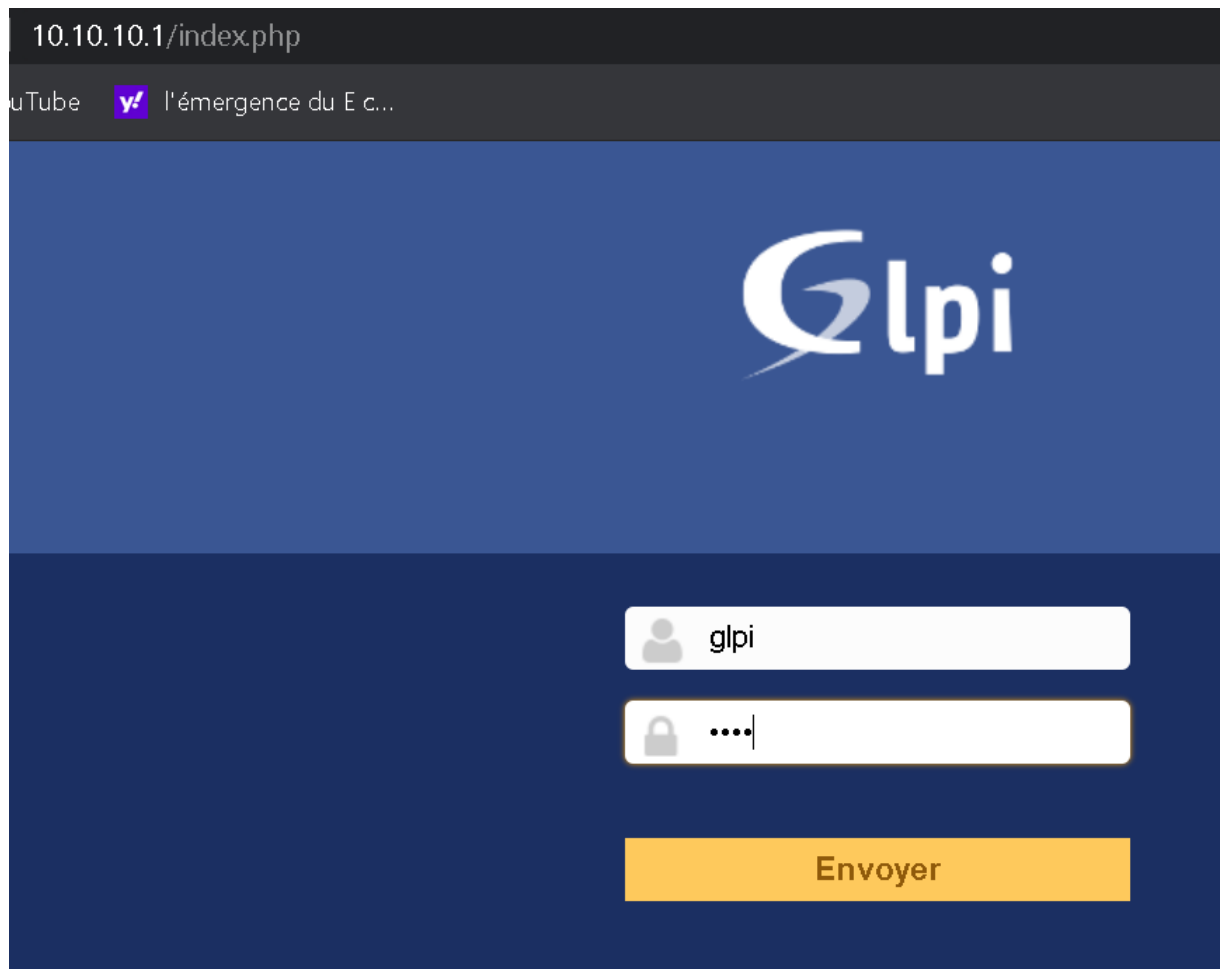 10.10.10.1/index.php
uTube y! l'émergence du E c...
Glpi
glpi
••••
Envoyer